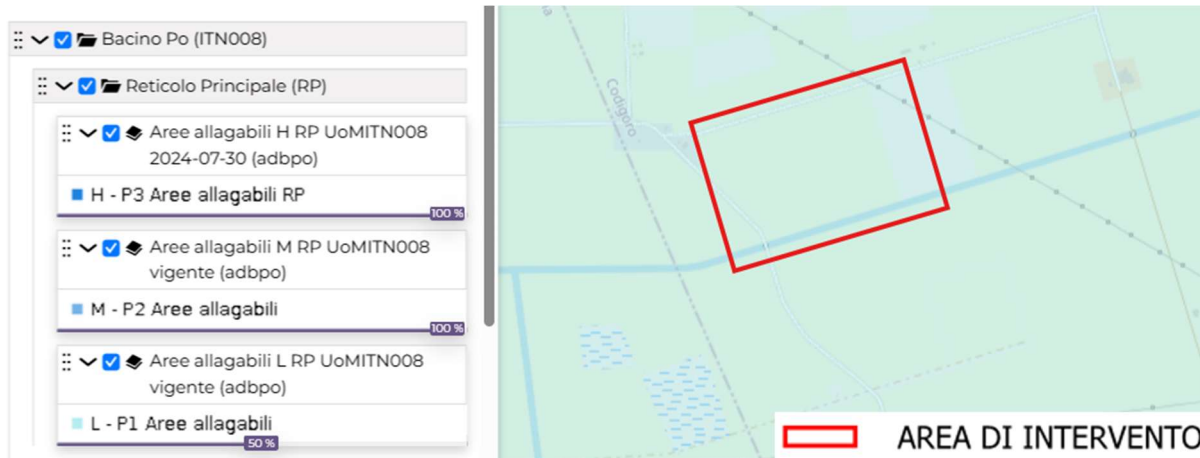 Bacino Po (ITN008)
Reticolo Principale (RP)
Aree allagabili H RP UoMITN008
2024-07-30 (adbpo)
H - P3 Aree allagabili RP
100 %
Aree allagabili M RP UoMITN008
vigente (adbpo)
M - P2 Aree allagabili
100 %
Aree allagabili L RP UoMITN008
vigente (adbpo)
L - P1 Aree allagabili
50 %
Codigoro
AREA DI INTERVENTO